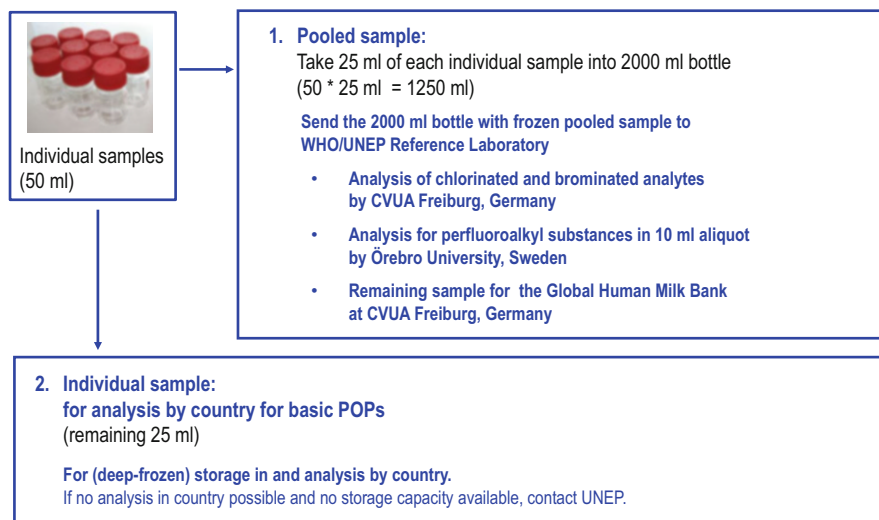 Individual samples
(50 ml)
1. Pooled sample:
Take 25 ml of each individual sample into 2000 ml bottle
(50 * 25 ml = 1250 ml)
Send the 2000 ml bottle with frozen pooled sample to
WHO/UNEP Reference Laboratory
• Analysis of chlorinated and brominated analytes
by CVUA Freiburg, Germany
• Analysis for perfluoroalkyl substances in 10 ml aliquot
by Örebro University, Sweden
• Remaining sample for the Global Human Milk Bank
at CVUA Freiburg, Germany
2. Individual sample:
for analysis by country for basic POPs
(remaining 25 ml)
For (deep-frozen) storage in and analysis by country.
If no analysis in country possible and no storage capacity available, contact UNEP.